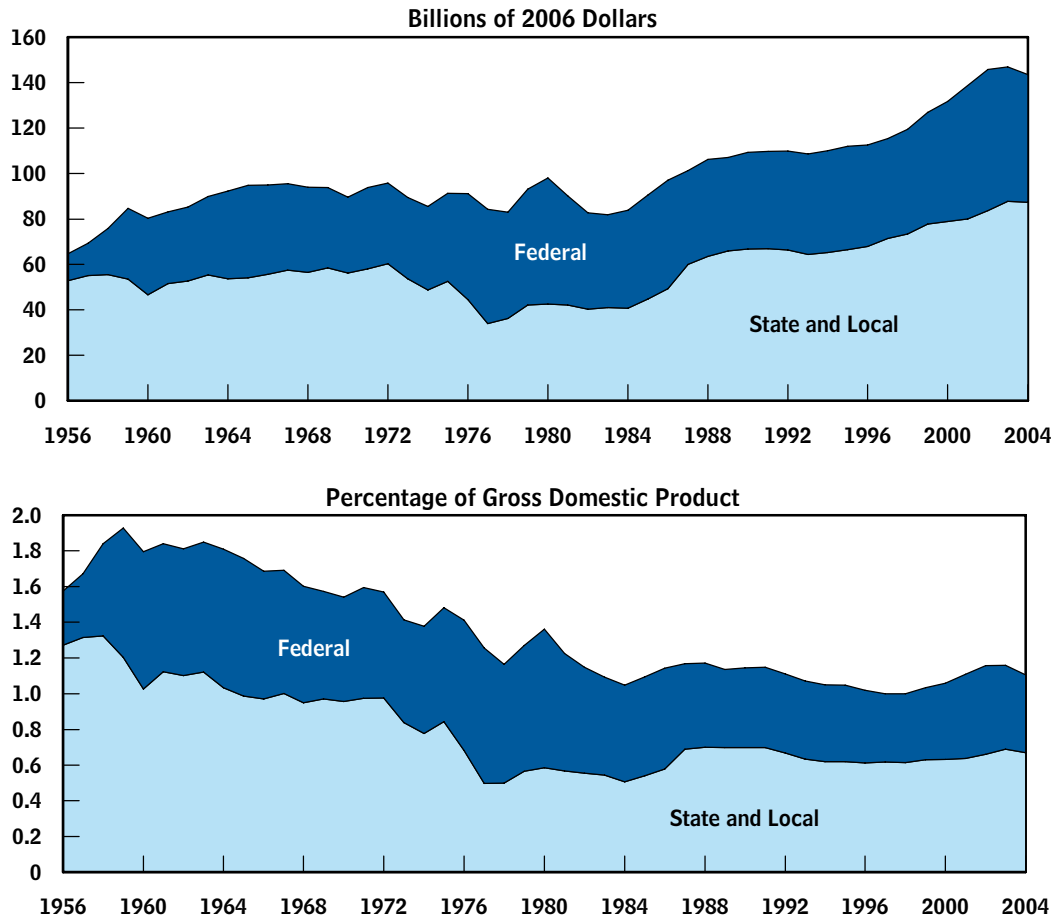 Billions of 2006 Dollars
160
140
120
100
80
60
40
20
0
Federal
State and Local
1956 1960 1964 1968 1972 1976 1980 1984 1988 1992 1996 2000 2004
Percentage of Gross Domestic Product
2.0
1.8
1.6
1.4
1.2
1.0
0.8
0.6
0.4
0.2
0
Federal
State and Local
1956 1960 1964 1968 1972 1976 1980 1984 1988 1992 1996 2000 2004